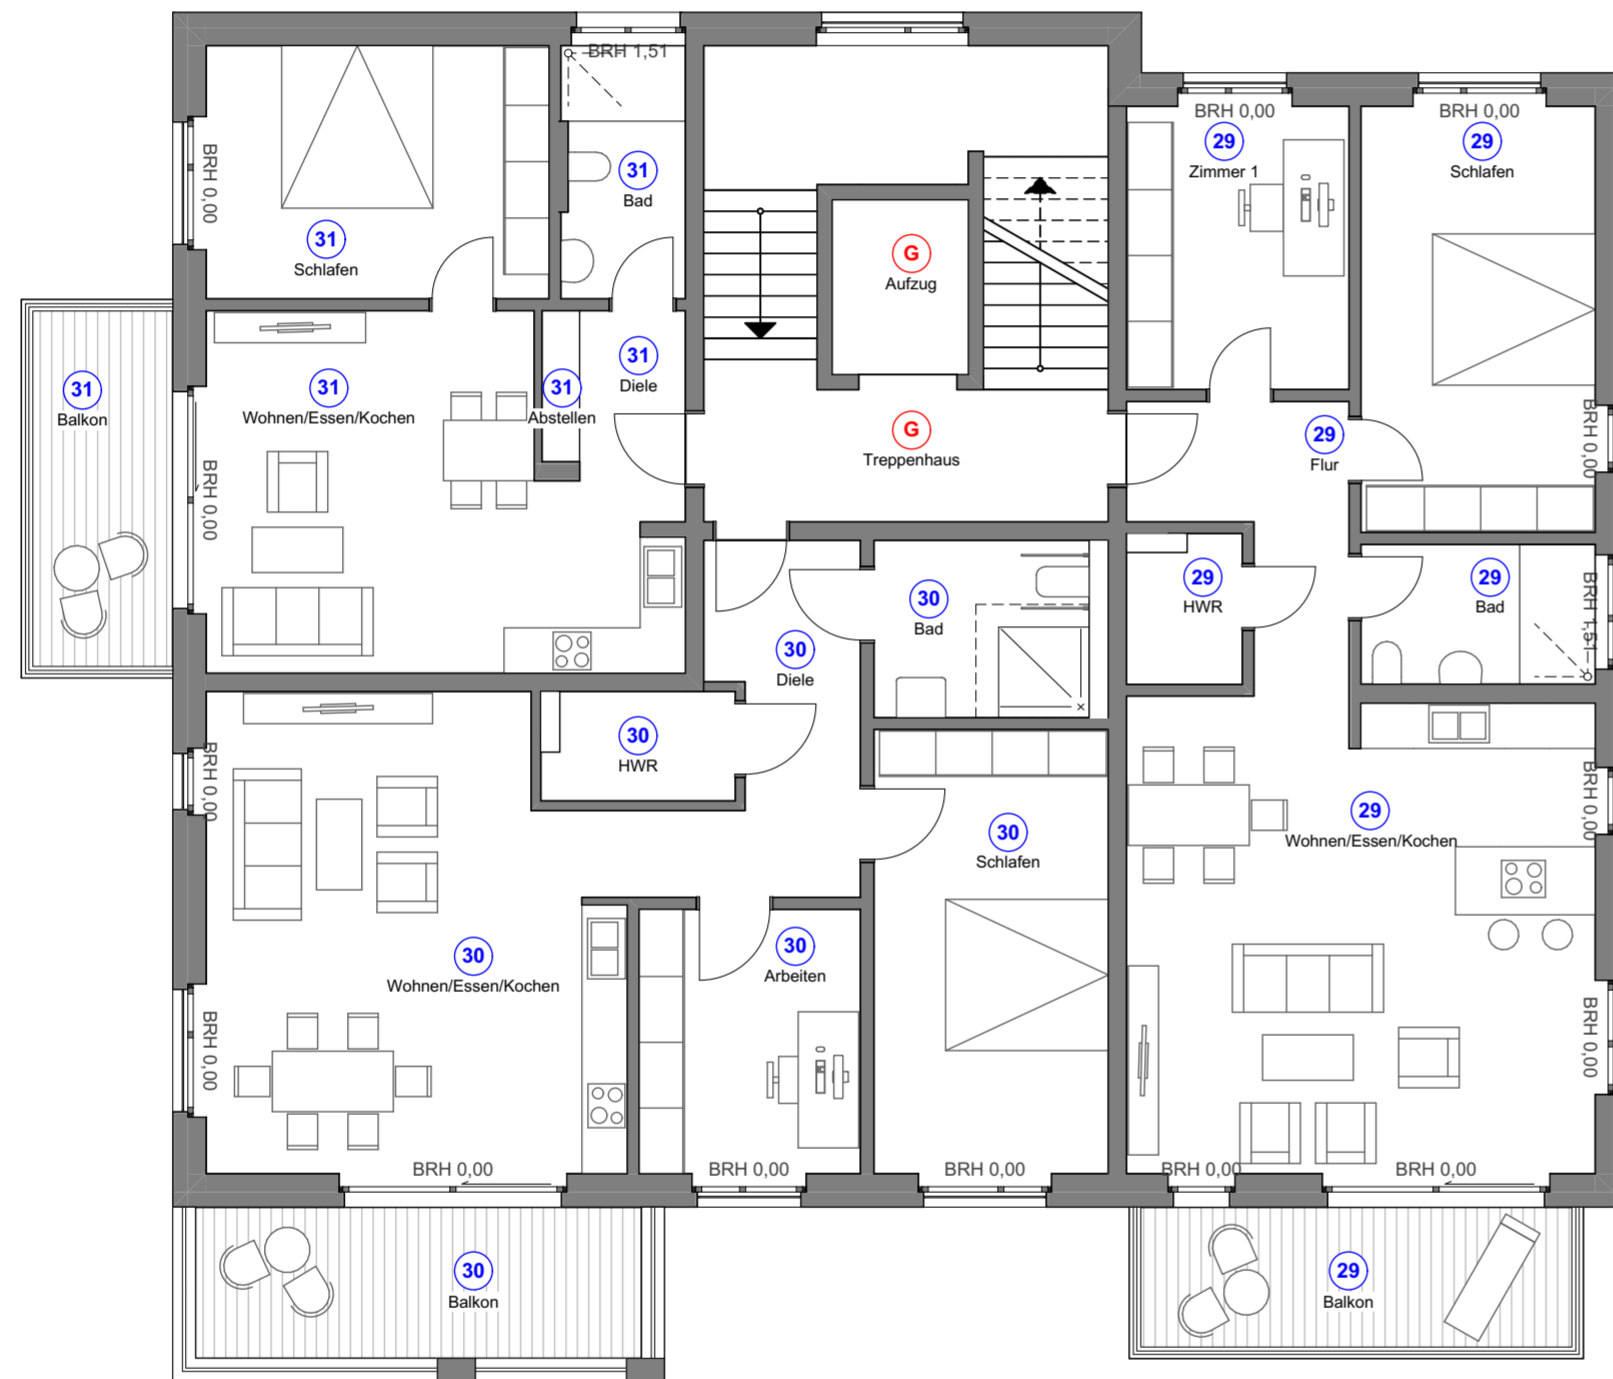 BRH 1,51
BRH 0,00
BRH 0,00
29
Zimmer 1
29
Schlafen
BRH 0,00
31
Bad
31
Schlafen
G
Aufzug
31
Balkon
31
Wohnen/Essen/Kochen
31
Abstellen
31
Diele
G
Treppenhaus
29
Flur
BRH 0,00
BRH 0,00
30
Bad
29
HWR
29
Bad
BRH 1,51
30
Diele
30
HWR
BRH 0,00
30
Schlafen
29
Wohnen/Essen/Kochen
BRH 0,00
30
Wohnen/Essen/Kochen
30
Arbeiten
BRH 0,00
BRH 0,00
BRH 0,00
BRH 0,00
BRH 0,00
BRH 0,00
BRH 0,00
30
Balkon
29
Balkon